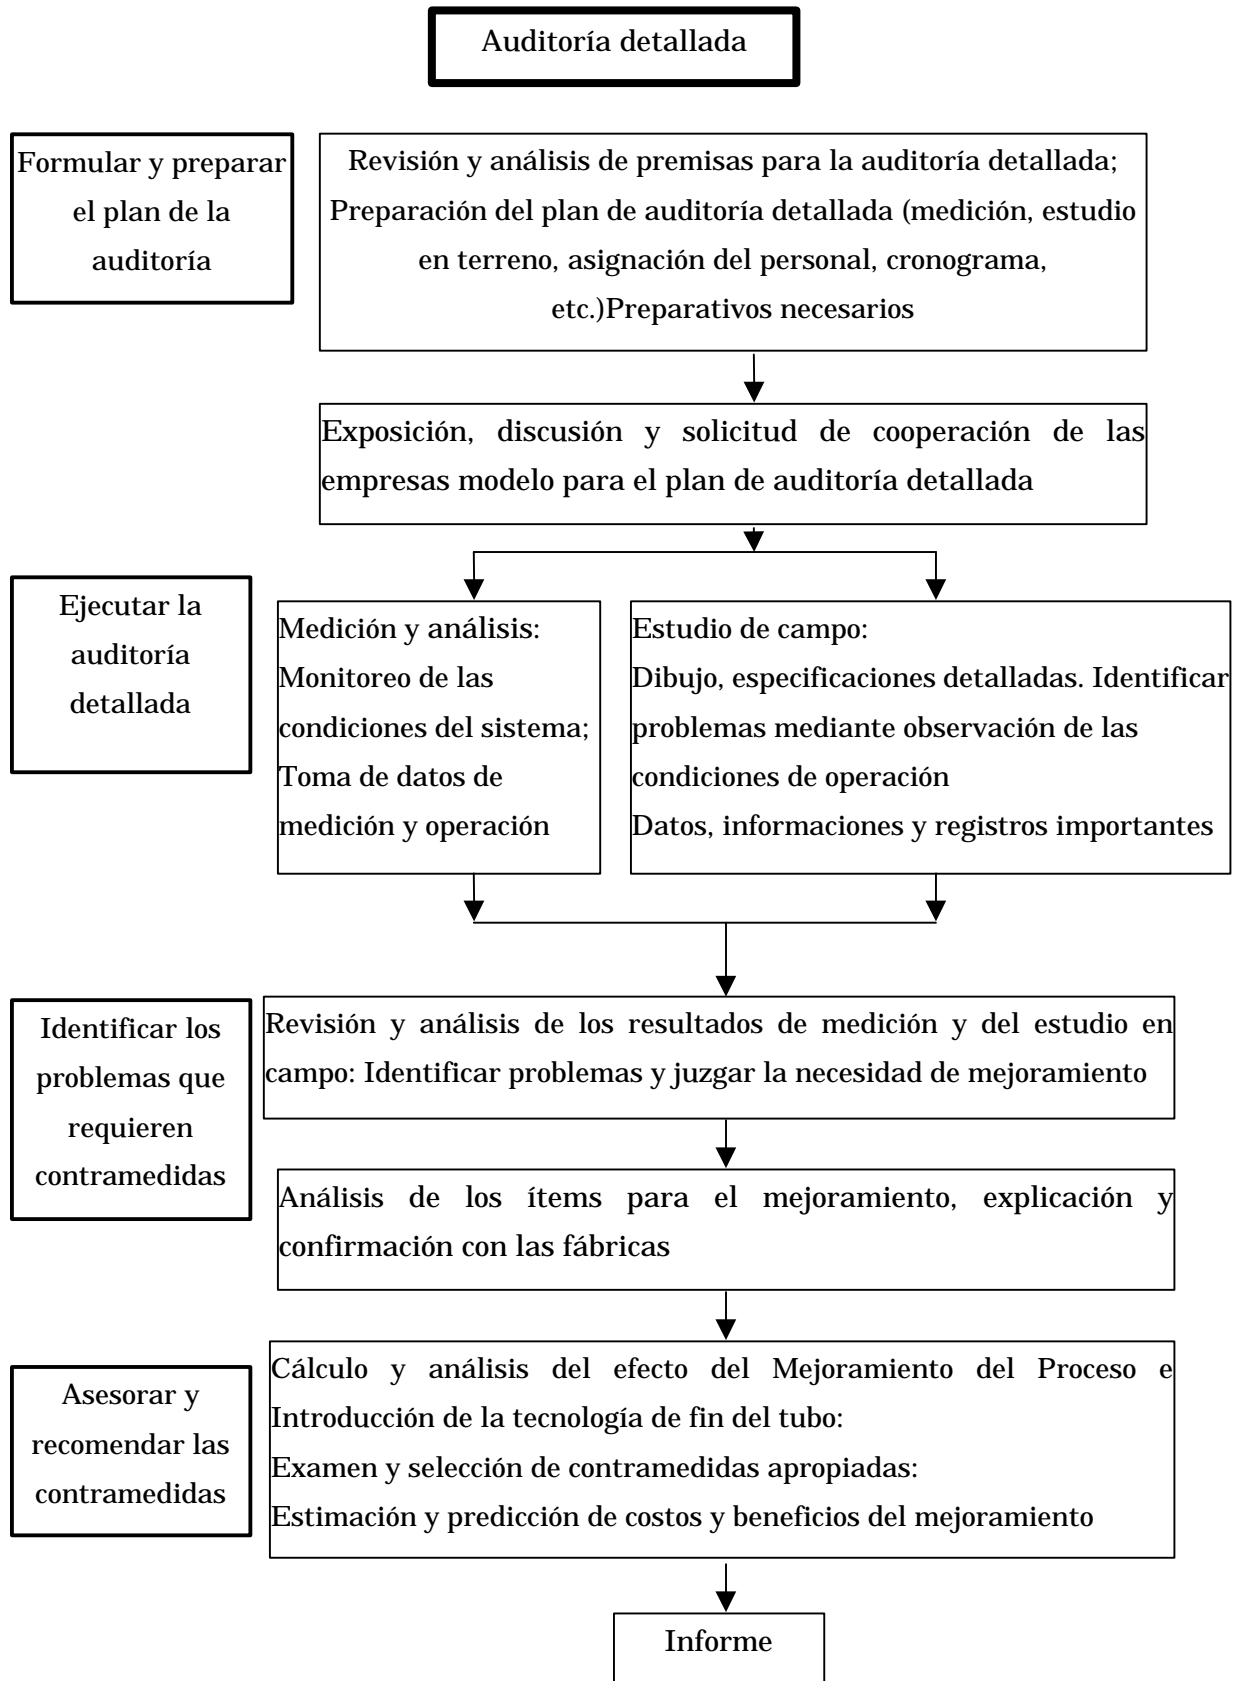 Auditoría detallada
Formular y preparar
el plan de la
auditoría
Revisión y análisis de premisas para la auditoría detallada;
Preparación del plan de auditoría detallada (medición, estudio
en terreno, asignación del personal, cronograma,
etc.)Preparativos necesarios
Exposición, discusión y solicitud de cooperación de las
empresas modelo para el plan de auditoría detallada
Ejecutar la
auditoría
detallada
Medición y análisis:
Monitoreo de las
condiciones del sistema;
Toma de datos de
medición y operación
Estudio de campo:
Dibujo, especificaciones detalladas. Identificar
problemas mediante observación de las
condiciones de operación
Datos, informaciones y registros importantes
Identificar los
problemas que
requieren
contramedidas
Revisión y análisis de los resultados de medición y del estudio en
campo: Identificar problemas y juzgar la necesidad de mejoramiento
Análisis de los ítems para el mejoramiento, explicación y
confirmación con las fábricas
Asesorar y
recomendar las
contramedidas
Cálculo y análisis del efecto del Mejoramiento del Proceso e
Introducción de la tecnología de fin del tubo:
Examen y selección de contramedidas apropiadas:
Estimación y predicción de costos y beneficios del mejoramiento
Informe